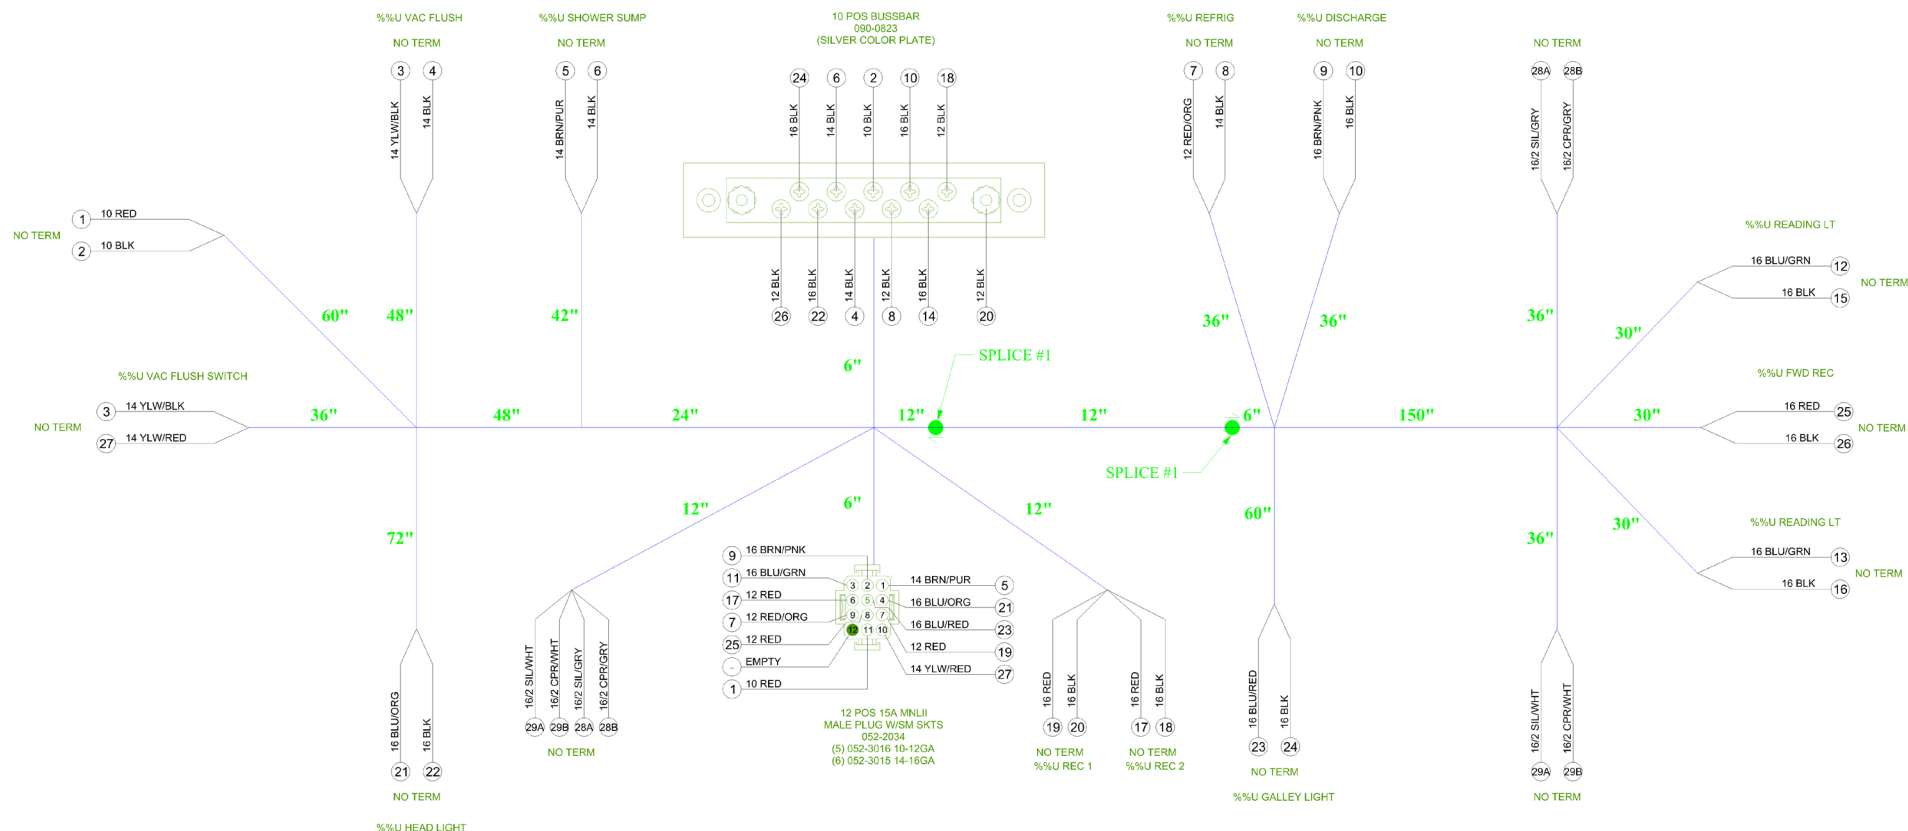 %%U VAC FLUSH
NO TERM
3 4
14 YLW/BLK
14 BLK
%%U SHOWER SUMP
NO TERM
5 6
14 BRN/PUR
14 BLK
10 POS BUSSBAR
090-0823
(SILVER COLOR PLATE)
24 6 2 10 18
16 BLK
14 BLK
10 BLK
16 BLK
12 BLK
12 BLK
16 BLK
14 BLK
12 BLK
16 BLK
12 BLK
26 22 4 8 14 20
%%U REFRIG
NO TERM
7 8
12 RED/ORG
14 BLK
%%U DISCHARGE
NO TERM
9 10
16 BRN/PNK
16 BLK
NO TERM
28A 28B
16/2 SIL/GRY
16/2 CPR/GRY
1 10 RED
NO TERM
2 10 BLK
60"
48"
42"
6"
SPLICE #1
36"
36"
36"
30"
%%U READING LT
16 BLU/GRN 12
NO TERM
16 BLK 15
%%U VAC FLUSH SWITCH
3 14 YLW/BLK
NO TERM
27 14 YLW/RED
36"
48"
24"
12"
12"
6"
150"
30"
SPLICE #1
%%U FWD REC
16 RED 25
NO TERM
16 BLK 26
72"
12"
6"
12"
60"
36"
30"
%%U READING LT
16 BLU/GRN 13
NO TERM
16 BLK 16
16 BLU/ORG
16 BLK
21 22
NO TERM
%%U HEAD LIGHT
16/2 SIL/WHT
16/2 CPR/WHT
16/2 SIL/GRY
16/2 CPR/GRY
29A 29B 28A 28B
NO TERM
9 16 BRN/PNK
11 16 BLU/GRN
17 12 RED
7 12 RED/ORG
25 12 RED
- EMPTY
1 10 RED
3 2 1
6 5 4
9 8 7
12 11 10
14 BRN/PUR 5
16 BLU/ORG 21
16 BLU/RED 23
12 RED 19
14 YLW/RED 27
12 POS 15A MNLII
MALE PLUG W/SM SKTS
052-2034
(5) 052-3016 10-12GA
(6) 052-3015 14-16GA
16 RED
16 BLK
16 RED
16 BLK
19 20 17 18
NO TERM
%%U REC 1
NO TERM
%%U REC 2
16 BLU/RED
16 BLK
23 24
NO TERM
%%U GALLEY LIGHT
16/2 SIL/WHT
16/2 CPR/WHT
29A 29B
NO TERM